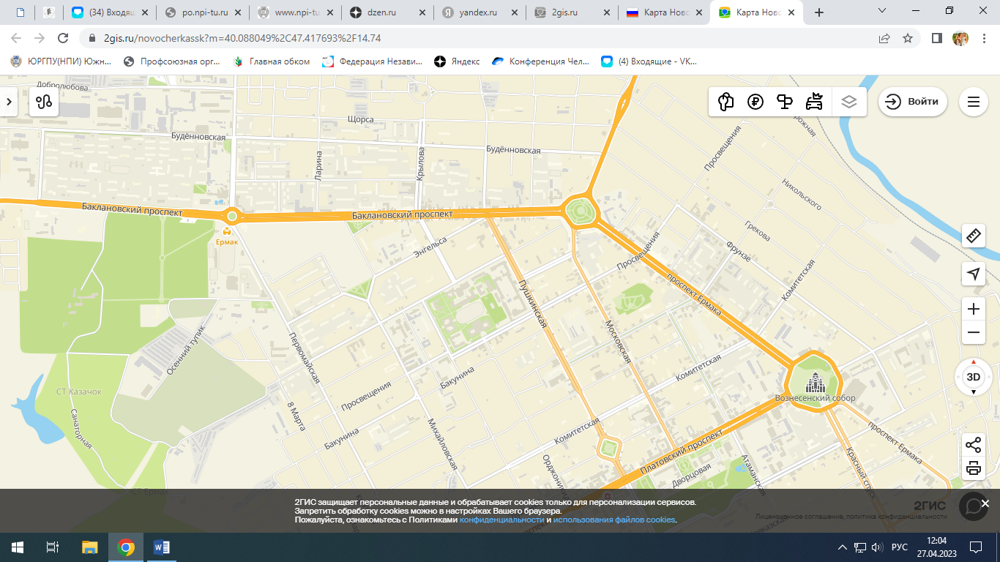 (34) Входящ
po.npi-tu.ru
www.npi-tu
dzen.ru
yandex.ru
2gis.ru
Карта Ново
Карта Ново
2gis.ru/novocherkassk?m=40.088049%2C47.417693%2F14.74
ЮРГПУ(НПИ) Южн...
Профсоюзная орг...
Главная обком
Федерация Незави...
Яндекс
Конференция Чел...
(4) Входящие - VK...
Добролюбова
Войти
Щорса
Будённовская
Будённовская
Ларина
Крылова
Просвещения
Никольского
Баклановский проспект
Баклановский проспект
Ермак
Энгельса
Грекова
Фрунзе
Просвещения
Комитетская
проспект Ермака
Пушкинская
Московская
Осенний тупик
Первомайская
Комитетская
Бакунина
Просвещения
3D
СТ Казачок
Вознесенский собор
8 Марта
Санаторная
Бакунина
Михайловская
Комитетская
Платовский проспект
проспект Ермака
Красный спуск
Атаманская
Дворцовая
СТ Ермак
2ГИС защищает персональные данные и обрабатывает cookies только для персонализации сервисов.
Запретить обработку cookies можно в настройках Вашего браузера.
Пожалуйста, ознакомьтесь с Политиками конфиденциальности и использования файлов cookies.
2ГИС
Лицензионное соглашение, политика конфиденциальности
РУС
12:04
27.04.2023